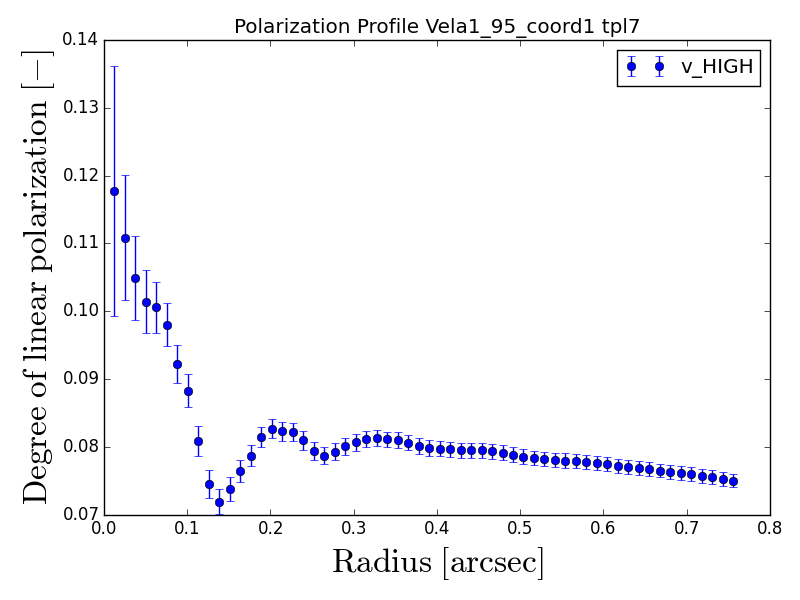 Polarization Profile Vela1_95_coord1 tpl7
v_HIGH
Degree of linear polarization [−]
0.14
0.13
0.12
0.11
0.10
0.09
0.08
0.07
0.0 0.1 0.2 0.3 0.4 0.5 0.6 0.7 0.8
Radius [arcsec]